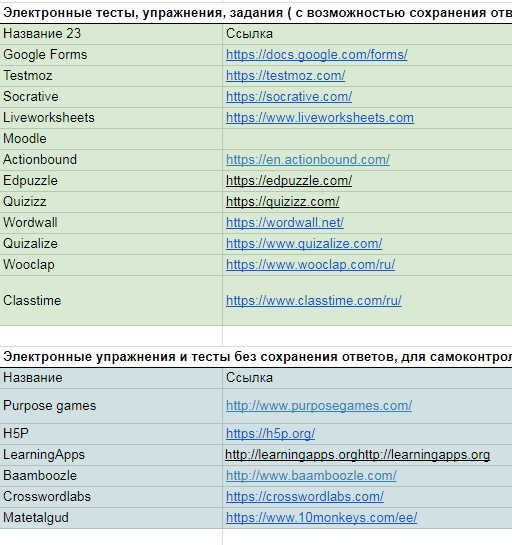 Электронные тесты, упражнения, задания ( с возможностью сохранения отв
Название 23 Ссылка
Google Forms https://docs.google.com/forms/
Testmoz https://testmoz.com/
Socrative https://socrative.com/
Liveworksheets https://www.liveworksheets.com
Moodle
Actionbound https://en.actionbound.com/
Edpuzzle https://edpuzzle.com/
Quizizz https://quizizz.com/
Wordwall https://wordwall.net/
Quizalize https://www.quizalize.com/
Wooclap https://www.wooclap.com/ru/
Classtime https://www.classtime.com/ru/
Электронные упражнения и тесты без сохранения ответов, для самоконтрол
Название Ссылка
Purpose games http://www.purposegames.com/
H5P https://h5p.org/
LearningApps http://learningapps.orghttp://learningapps.org
Baamboozle http://www.baamboozle.com/
Crosswordlabs https://crosswordlabs.com/
Matetalgud https://www.10monkeys.com/ee/